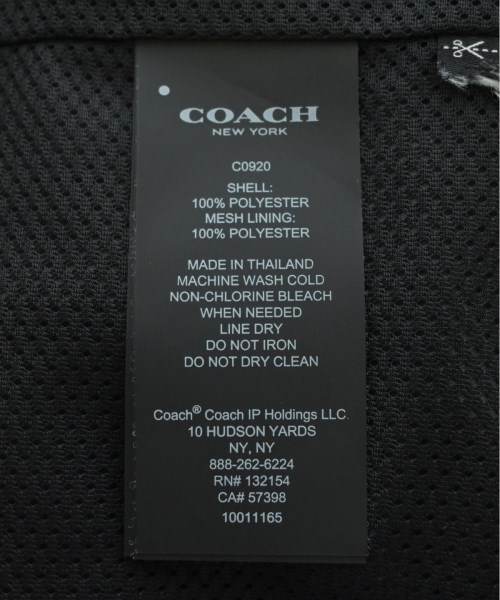 COACH
NEW YORK
C0920
SHELL:
100% POLYESTER
MESH LINING:
100% POLYESTER
MADE IN THAILAND
MACHINE WASH COLD
NON-CHLORINE BLEACH
WHEN NEEDED
LINE DRY
DO NOT IRON
DO NOT DRY CLEAN
Coach® Coach IP Holdings LLC.
10 HUDSON YARDS
NY, NY
888-262-6224
RN# 132154
CA# 57398
10011165